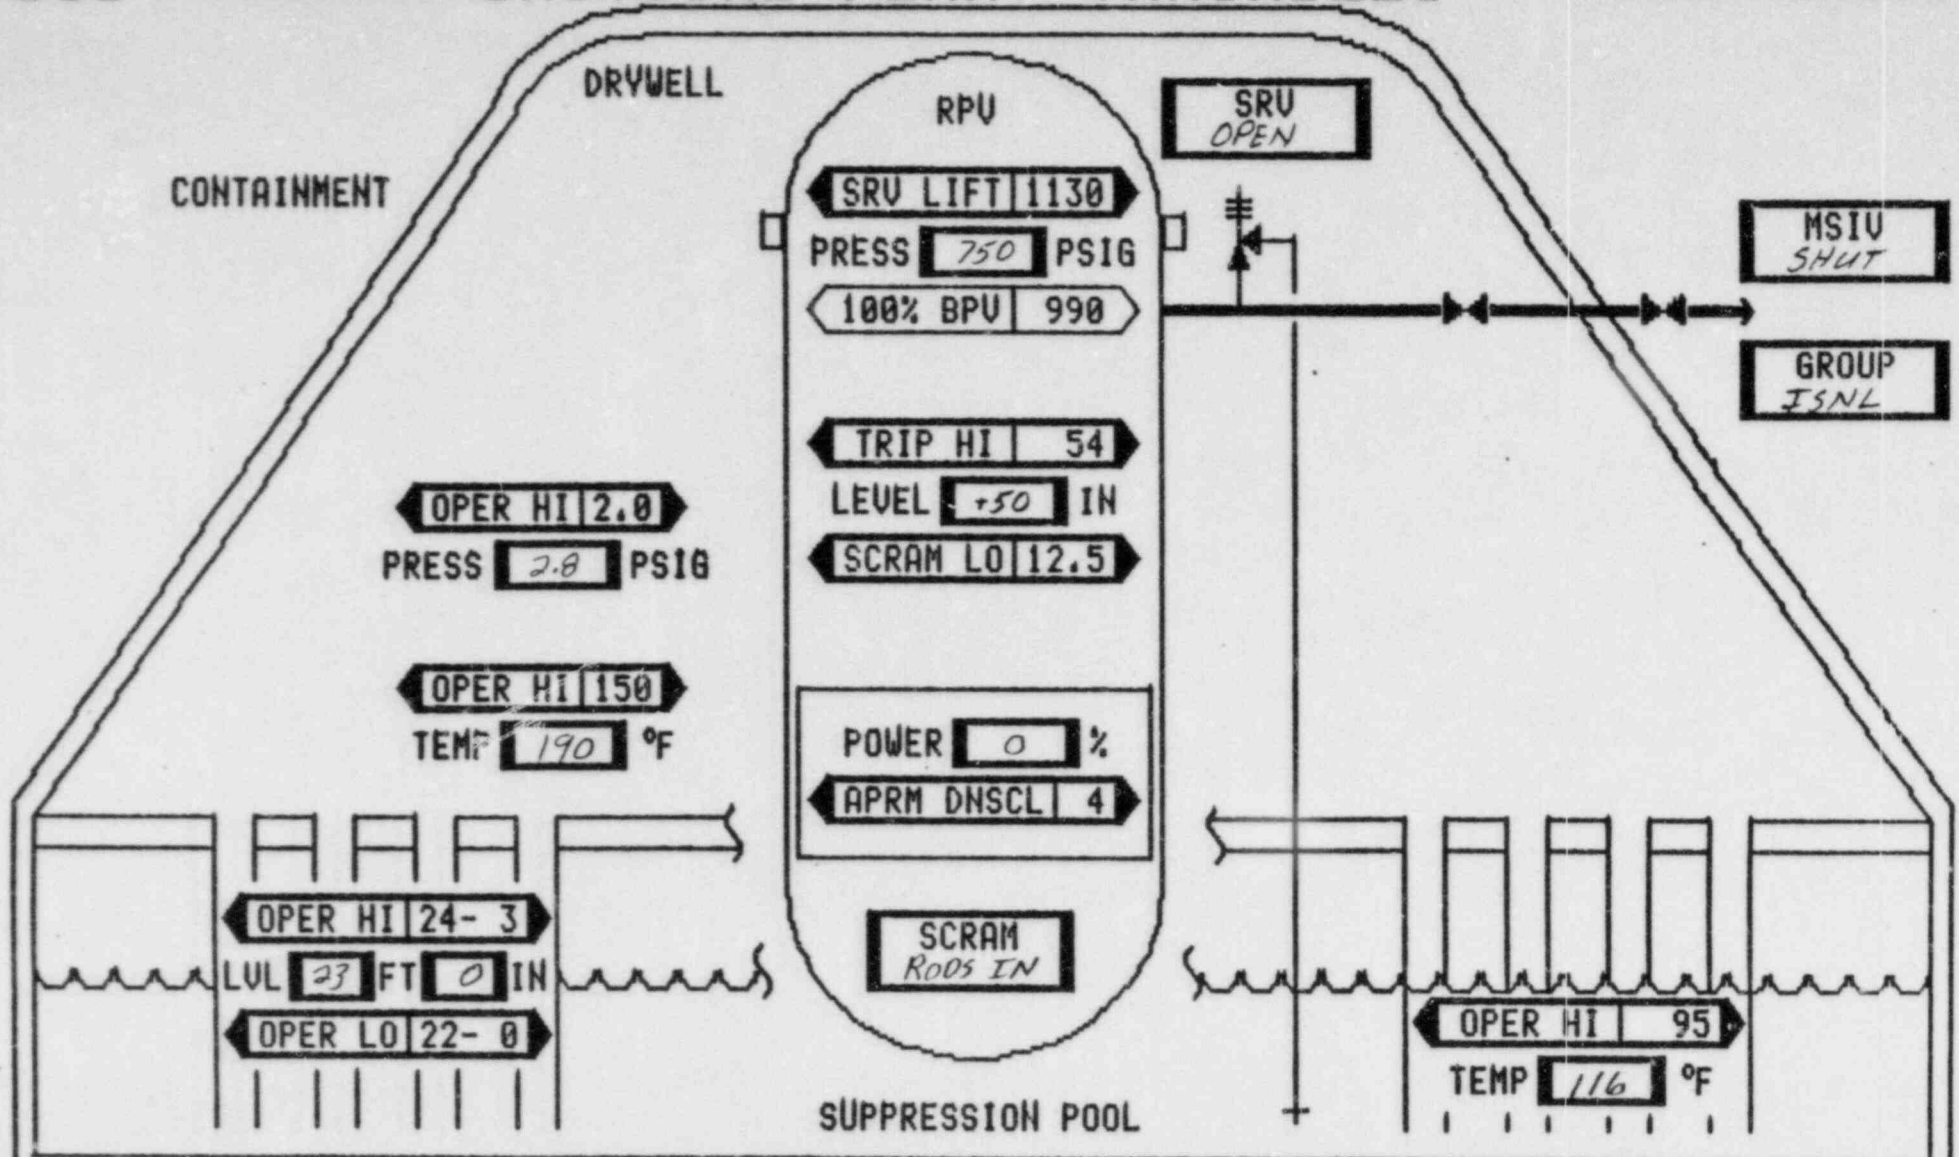 DRYWELL
RPV
SRV
OPEN
CONTAINMENT
SRV LIFT 1130
PRESS 750 PSIG
100% BPV 990
MSIV
SHUT
GROUP
ISNL
TRIP HI 54
LEVEL +50 IN
SCRAM LO 12.5
OPER HI 2.0
PRESS 2.8 PSIG
OPER HI 150
TEMP 190 °F
POWER 0 %
APRM DNSCL 4
OPER HI 24- 3
LVL 23 FT 0 IN
OPER LO 22- 0
SCRAM
RODS IN
OPER HI 95
TEMP 116 °F
SUPPRESSION POOL